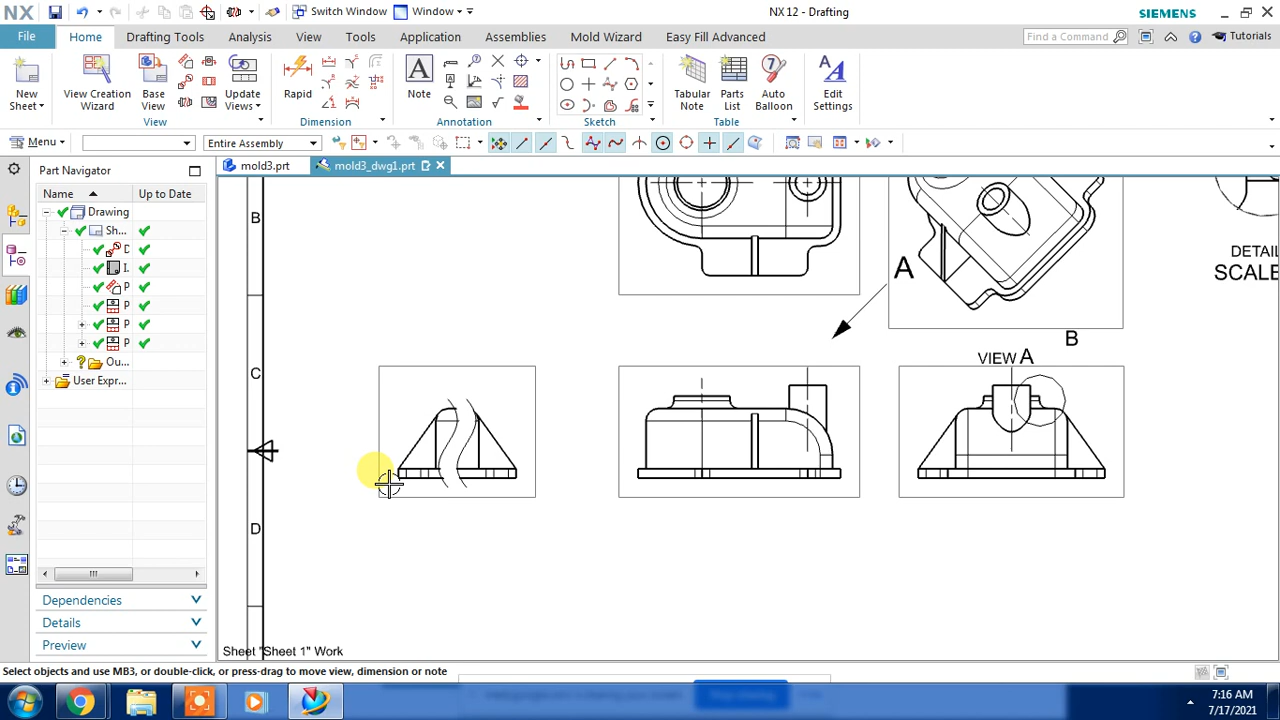 NX
Switch Window
Window
NX 12 - Drafting
SIEMENS
File
Home
Drafting Tools
Analysis
View
Tools
Application
Assemblies
Mold Wizard
Easy Fill Advanced
Find a Command
Tutorials
New Sheet
View Creation Wizard
Base View
Update Views
View
Rapid
Dimension
A
Note
Annotation
Sketch
Tabular Note
Parts List
Auto Balloon
Table
Edit Settings
Menu
Entire Assembly
Part Navigator
mold3.prt
mold3_dwg1.prt
Name
Up to Date
Drawing
Sh...
D
I.
P
P
P
P
Ou...
User Expr...
Dependencies
Details
Preview
B
C
D
A
B
VIEW A
DETAIL
SCALE
Sheet "Sheet 1" Work
Select objects and use MB3, or double-click, or press-drag to move view, dimension or note
7:16 AM
7/17/2021